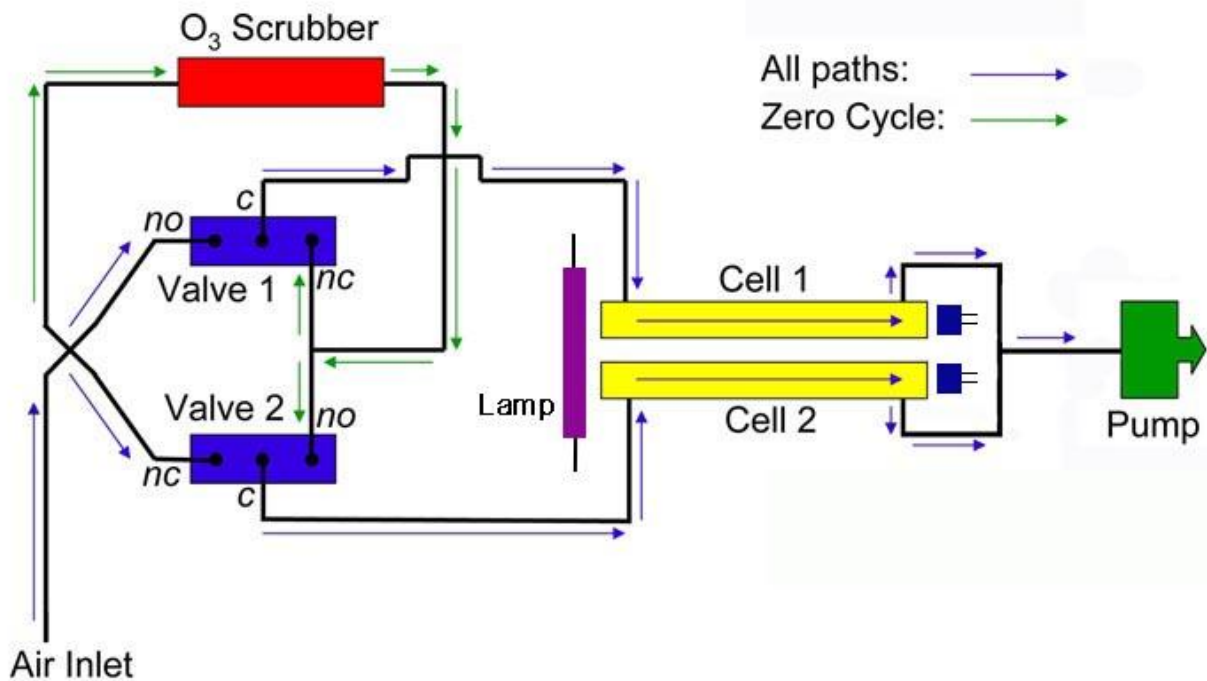 O₃ Scrubber
All paths:
Zero Cycle:
c
no
nc
Valve 1
Cell 1
Valve 2
no
Lamp
Cell 2
Pump
nc
c
Air Inlet